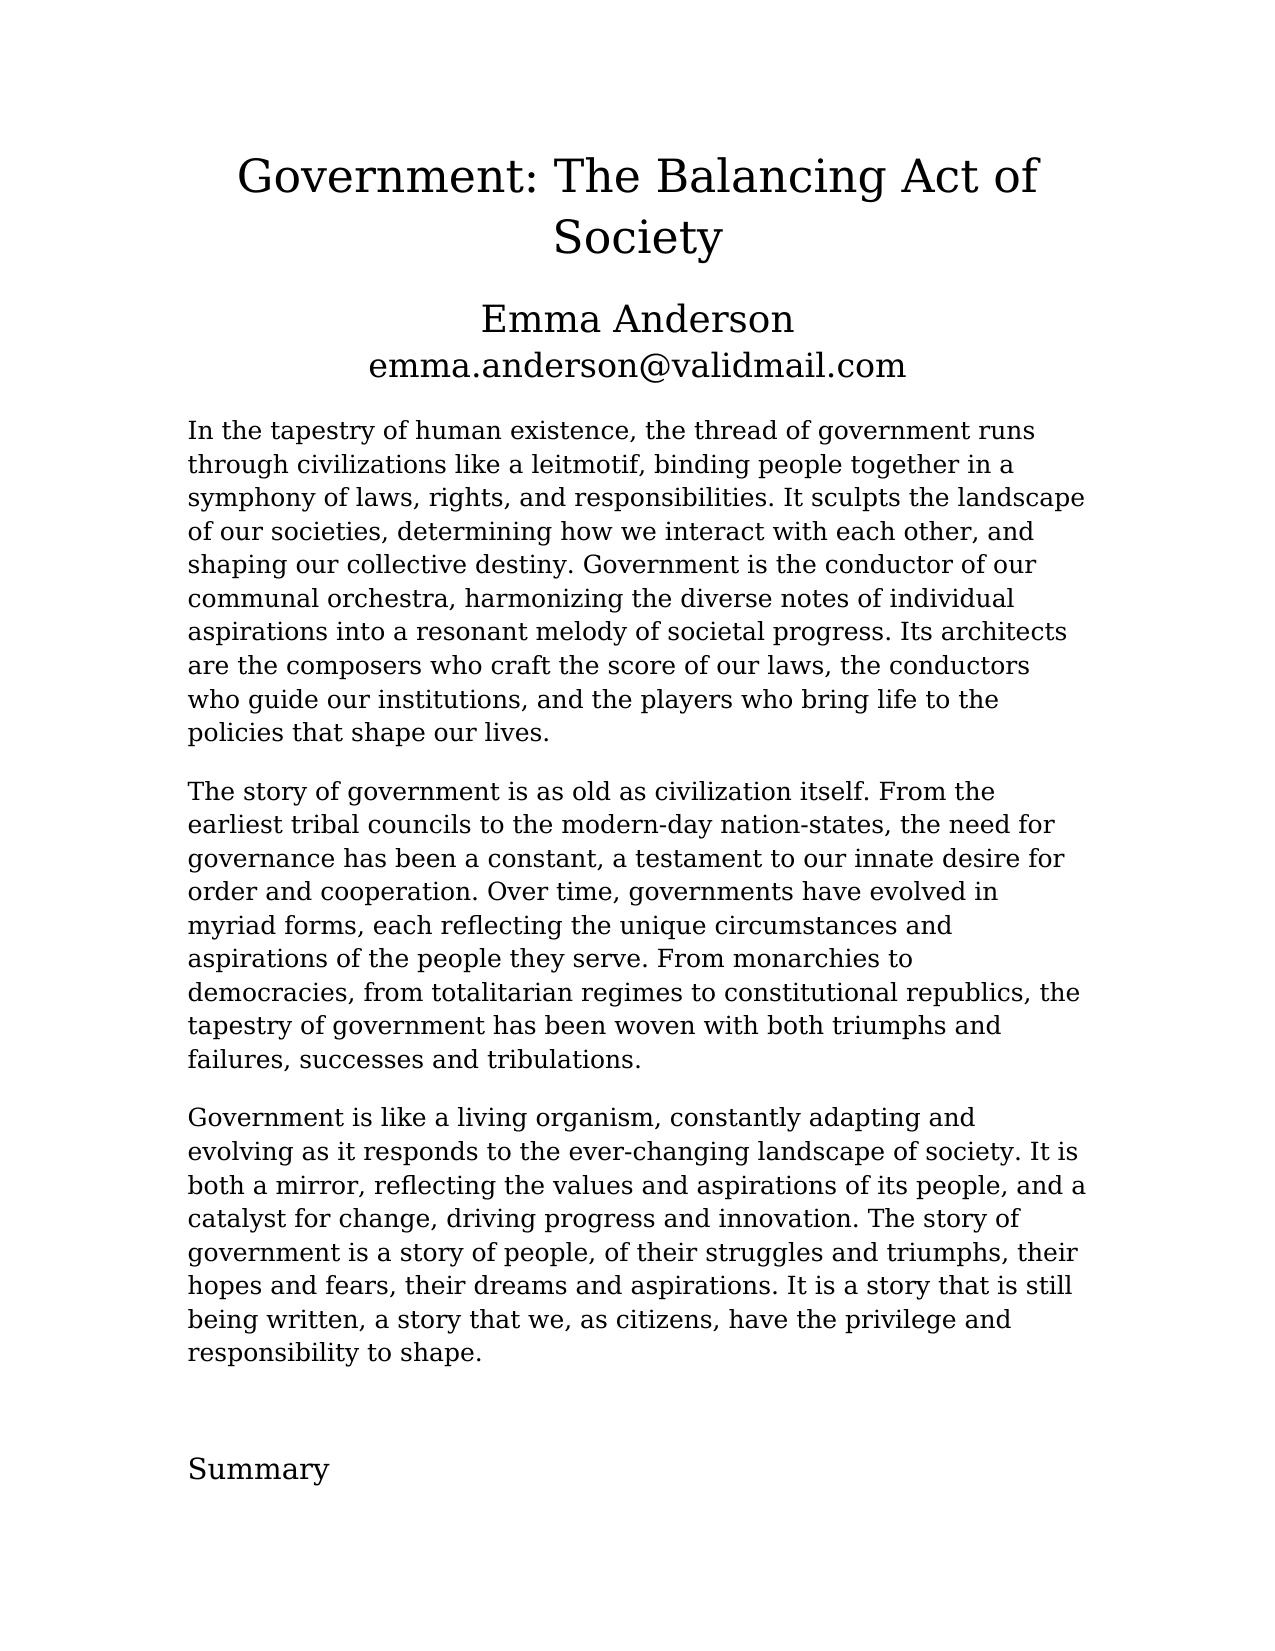 Government: The Balancing Act of
Society
Emma Anderson
emma.anderson@validmail.com
In the tapestry of human existence, the thread of government runs
through civilizations like a leitmotif, binding people together in a
symphony of laws, rights, and responsibilities. It sculpts the landscape
of our societies, determining how we interact with each other, and
shaping our collective destiny. Government is the conductor of our
communal orchestra, harmonizing the diverse notes of individual
aspirations into a resonant melody of societal progress. Its architects
are the composers who craft the score of our laws, the conductors
who guide our institutions, and the players who bring life to the
policies that shape our lives.
The story of government is as old as civilization itself. From the
earliest tribal councils to the modern-day nation-states, the need for
governance has been a constant, a testament to our innate desire for
order and cooperation. Over time, governments have evolved in
myriad forms, each reflecting the unique circumstances and
aspirations of the people they serve. From monarchies to
democracies, from totalitarian regimes to constitutional republics, the
tapestry of government has been woven with both triumphs and
failures, successes and tribulations.
Government is like a living organism, constantly adapting and
evolving as it responds to the ever-changing landscape of society. It is
both a mirror, reflecting the values and aspirations of its people, and a
catalyst for change, driving progress and innovation. The story of
government is a story of people, of their struggles and triumphs, their
hopes and fears, their dreams and aspirations. It is a story that is still
being written, a story that we, as citizens, have the privilege and
responsibility to shape.
Summary